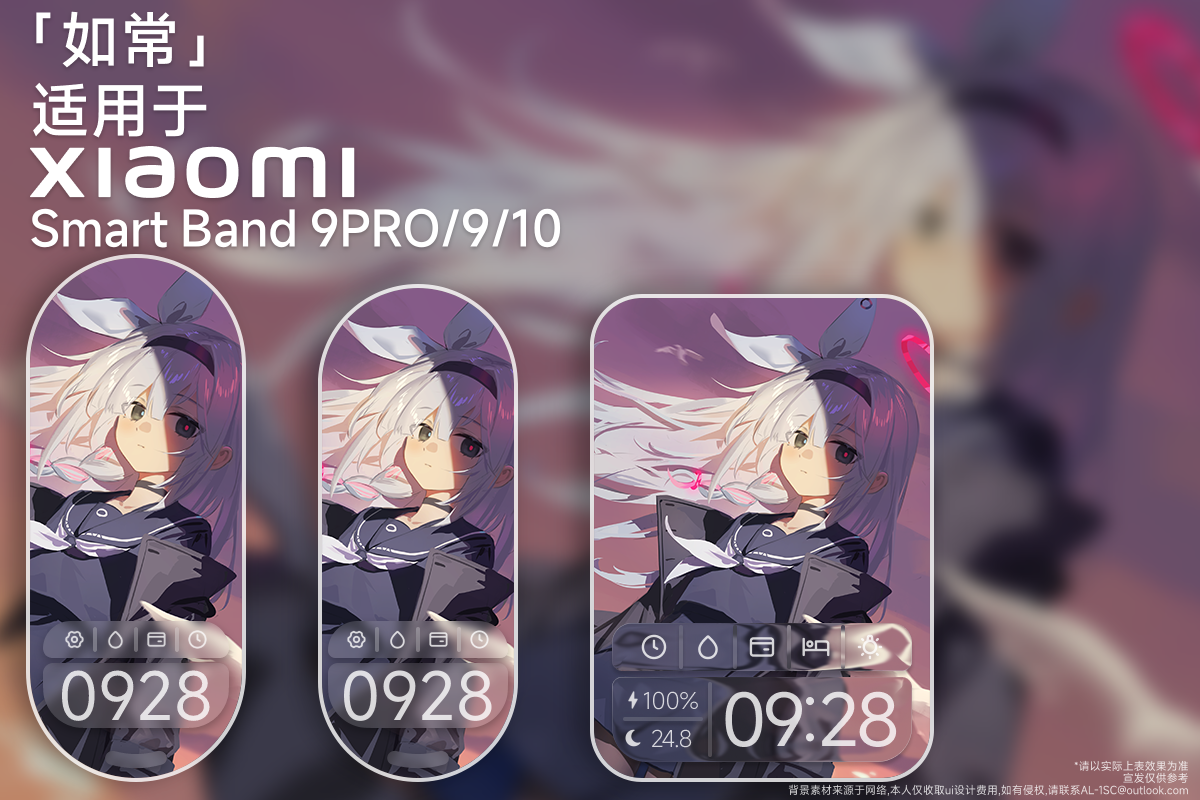 「如常」
适用于
xiaomi
Smart Band 9PRO/9/10
0928
0928
100%
24.8
09:28
*请以实际上表效果为准
宣发仅供参考
背景素材来源于网络,本人仅收取ui设计费用,如有侵权,请联系AL-1SC@outlook.com